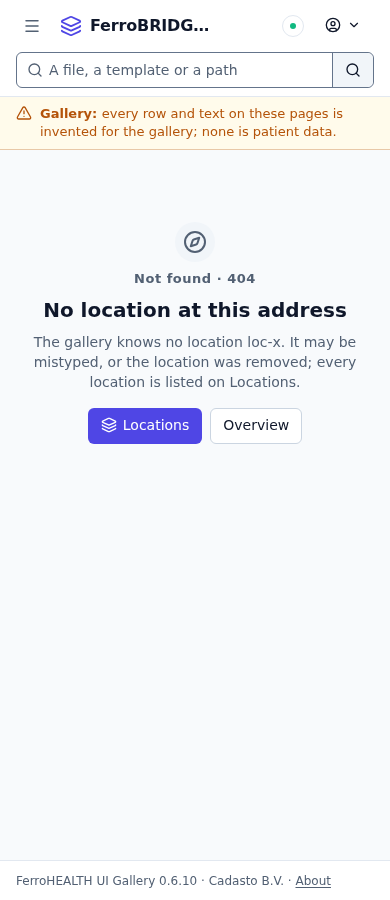 FerroBRIDG...
A file, a template or a path
Gallery: every row and text on these pages is
invented for the gallery; none is patient data.
Not found · 404
No location at this address
The gallery knows no location loc-x. It may be
mistyped, or the location was removed; every
location is listed on Locations.
Locations
Overview
FerroHEALTH UI Gallery 0.6.10 · Cadasto B.V. · About